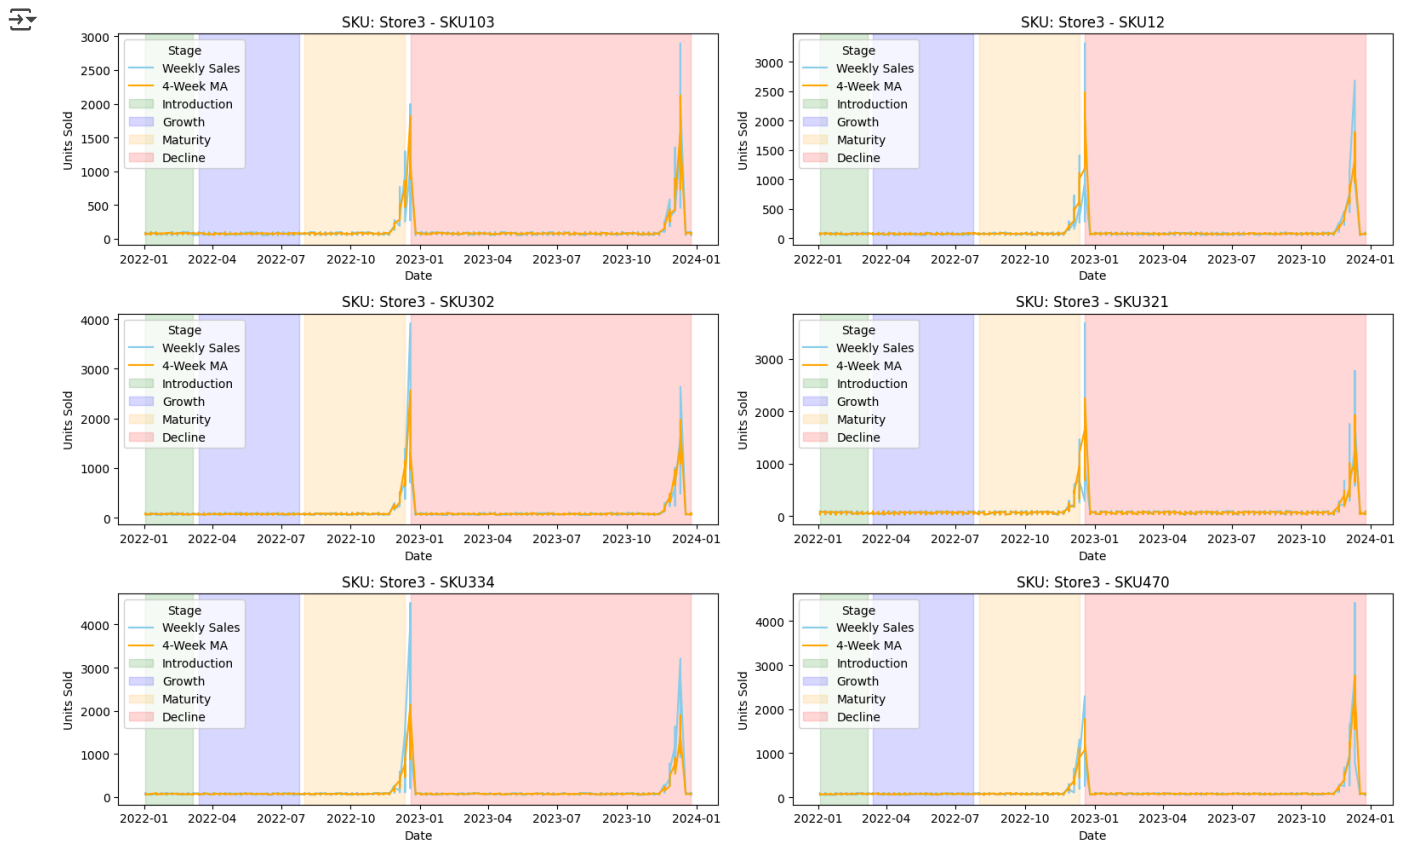 SKU: Store3 - SKU103
3000
2500
2000
1500
1000
500
0
Units Sold
Stage
Weekly Sales
4-Week MA
Introduction
Growth
Maturity
Decline
2022-01 2022-04 2022-07 2022-10 2023-01 2023-04 2023-07 2023-10 2024-01
Date
SKU: Store3 - SKU12
3000
2500
2000
1500
1000
500
0
Units Sold
Stage
Weekly Sales
4-Week MA
Introduction
Growth
Maturity
Decline
2022-01 2022-04 2022-07 2022-10 2023-01 2023-04 2023-07 2023-10 2024-01
Date
SKU: Store3 - SKU302
4000
3000
2000
1000
0
Units Sold
Stage
Weekly Sales
4-Week MA
Introduction
Growth
Maturity
Decline
2022-01 2022-04 2022-07 2022-10 2023-01 2023-04 2023-07 2023-10 2024-01
Date
SKU: Store3 - SKU321
3000
2000
1000
0
Units Sold
Stage
Weekly Sales
4-Week MA
Introduction
Growth
Maturity
Decline
2022-01 2022-04 2022-07 2022-10 2023-01 2023-04 2023-07 2023-10 2024-01
Date
SKU: Store3 - SKU334
4000
3000
2000
1000
0
Units Sold
Stage
Weekly Sales
4-Week MA
Introduction
Growth
Maturity
Decline
2022-01 2022-04 2022-07 2022-10 2023-01 2023-04 2023-07 2023-10 2024-01
Date
SKU: Store3 - SKU470
4000
3000
2000
1000
0
Units Sold
Stage
Weekly Sales
4-Week MA
Introduction
Growth
Maturity
Decline
2022-01 2022-04 2022-07 2022-10 2023-01 2023-04 2023-07 2023-10 2024-01
Date